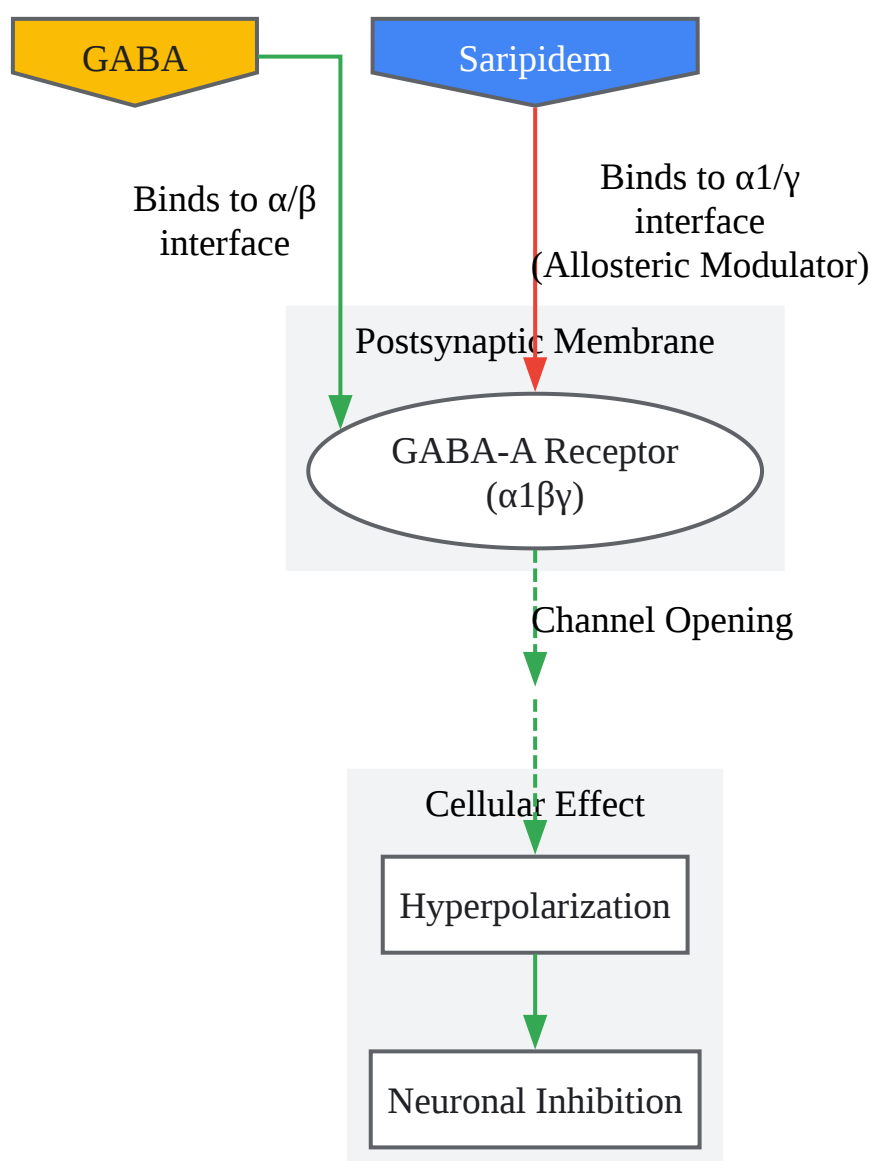 GABA
Saripidem
Binds to α/β
interface
Binds to α1/γ
interface
(Allosteric Modulator)
Postsynaptic Membrane
GABA-A Receptor
(α1βγ)
Channel Opening
Cellular Effect
Hyperpolarization
Neuronal Inhibition